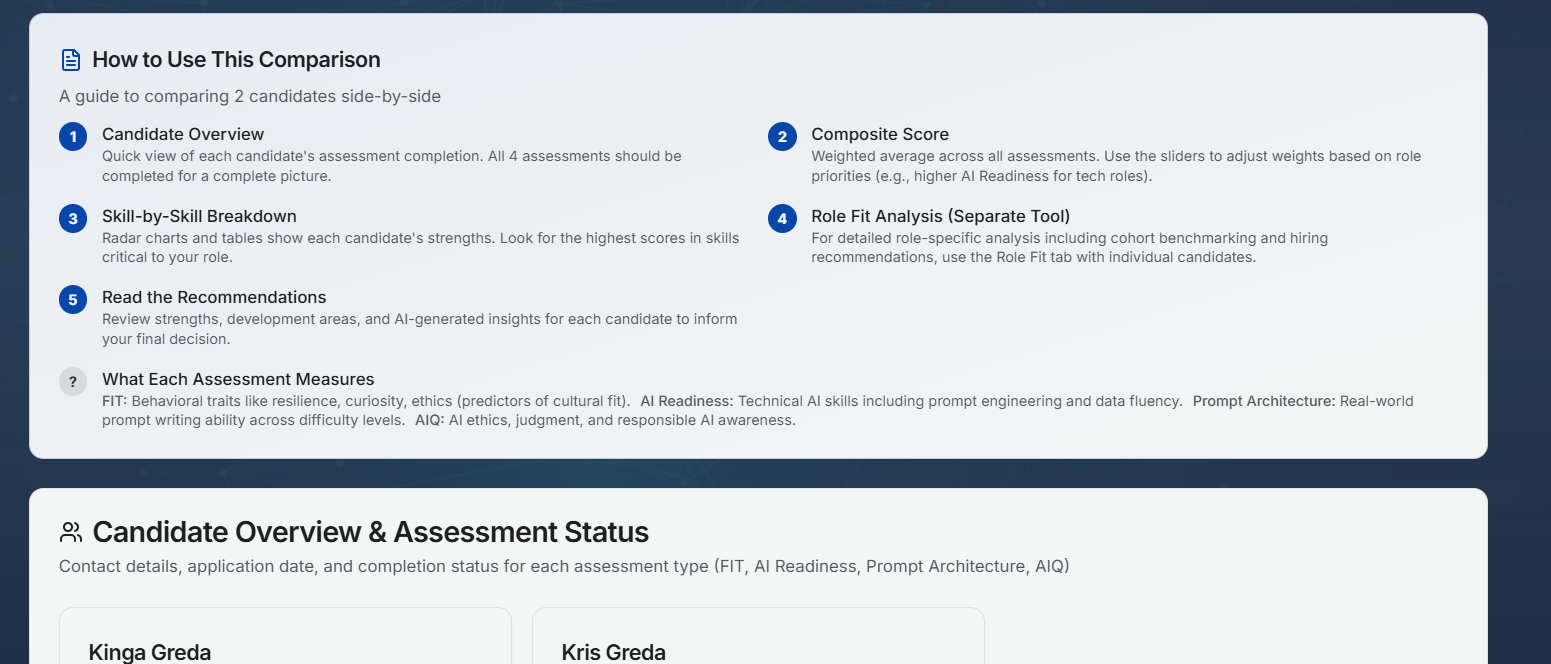 How to Use This Comparison
A guide to comparing 2 candidates side-by-side
1
Candidate Overview
Quick view of each candidate's assessment completion. All 4 assessments should be
completed for a complete picture.
2
Composite Score
Weighted average across all assessments. Use the sliders to adjust weights based on role
priorities (e.g., higher AI Readiness for tech roles).
3
Skill-by-Skill Breakdown
Radar charts and tables show each candidate's strengths. Look for the highest scores in skills
critical to your role.
4
Role Fit Analysis (Separate Tool)
For detailed role-specific analysis including cohort benchmarking and hiring
recommendations, use the Role Fit tab with individual candidates.
5
Read the Recommendations
Review strengths, development areas, and AI-generated insights for each candidate to inform
your final decision.
?
What Each Assessment Measures
FIT: Behavioral traits like resilience, curiosity, ethics (predictors of cultural fit). AI Readiness: Technical AI skills including prompt engineering and data fluency. Prompt Architecture: Real-world
prompt writing ability across difficulty levels. AIQ: AI ethics, judgment, and responsible AI awareness.
Candidate Overview & Assessment Status
Contact details, application date, and completion status for each assessment type (FIT, AI Readiness, Prompt Architecture, AIQ)
Kinga Greda
Kris Greda